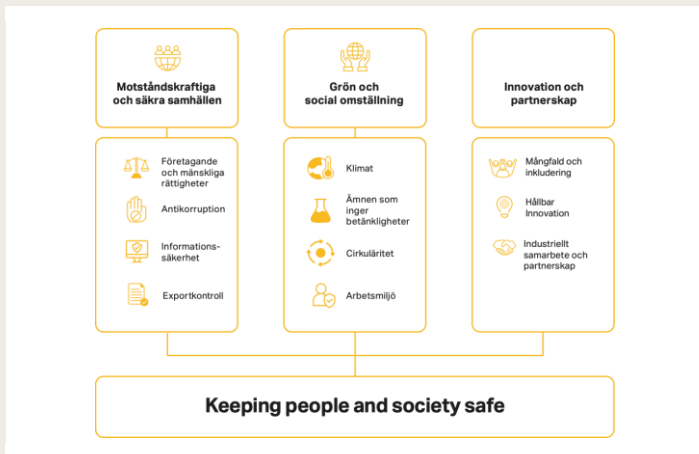 Motståndskraftiga
och säkra samhällen
Grön och
social omställning
Innovation och
partnerskap
Företagande
och mänskliga
rättigheter
Antikorruption
Informations-
säkerhet
Exportkontroll
Klimat
Ämnen som
inger
betänkligheter
Cirkuläritet
Arbetsmiljö
Mångfald och
inkludering
Hållbar
Innovation
Industriellt
samarbete och
partnerskap
Keeping people and society safe